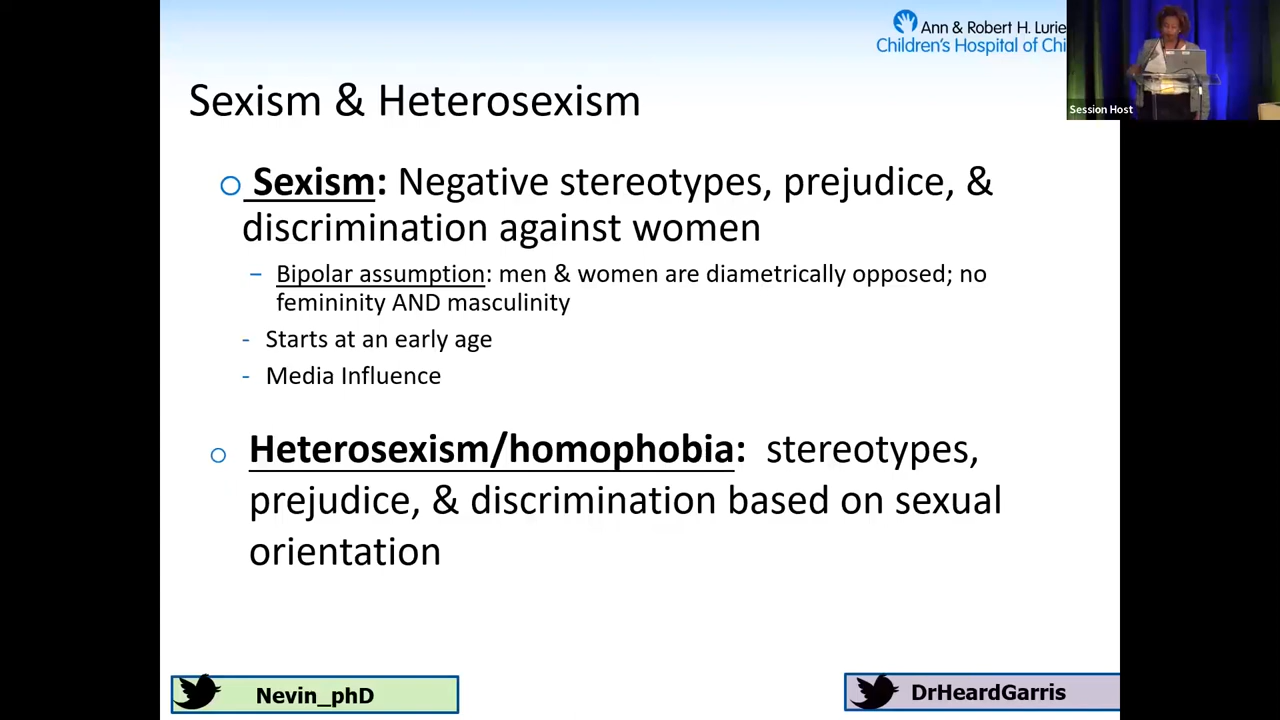 Ann & Robert H. Lurie
Children's Hospital of Chi
Session Host
Sexism & Heterosexism
o Sexism: Negative stereotypes, prejudice, &
discrimination against women
– Bipolar assumption: men & women are diametrically opposed; no
femininity AND masculinity
- Starts at an early age
- Media Influence
o Heterosexism/homophobia: stereotypes,
prejudice, & discrimination based on sexual
orientation
Nevin_phD
DrHeardGarris